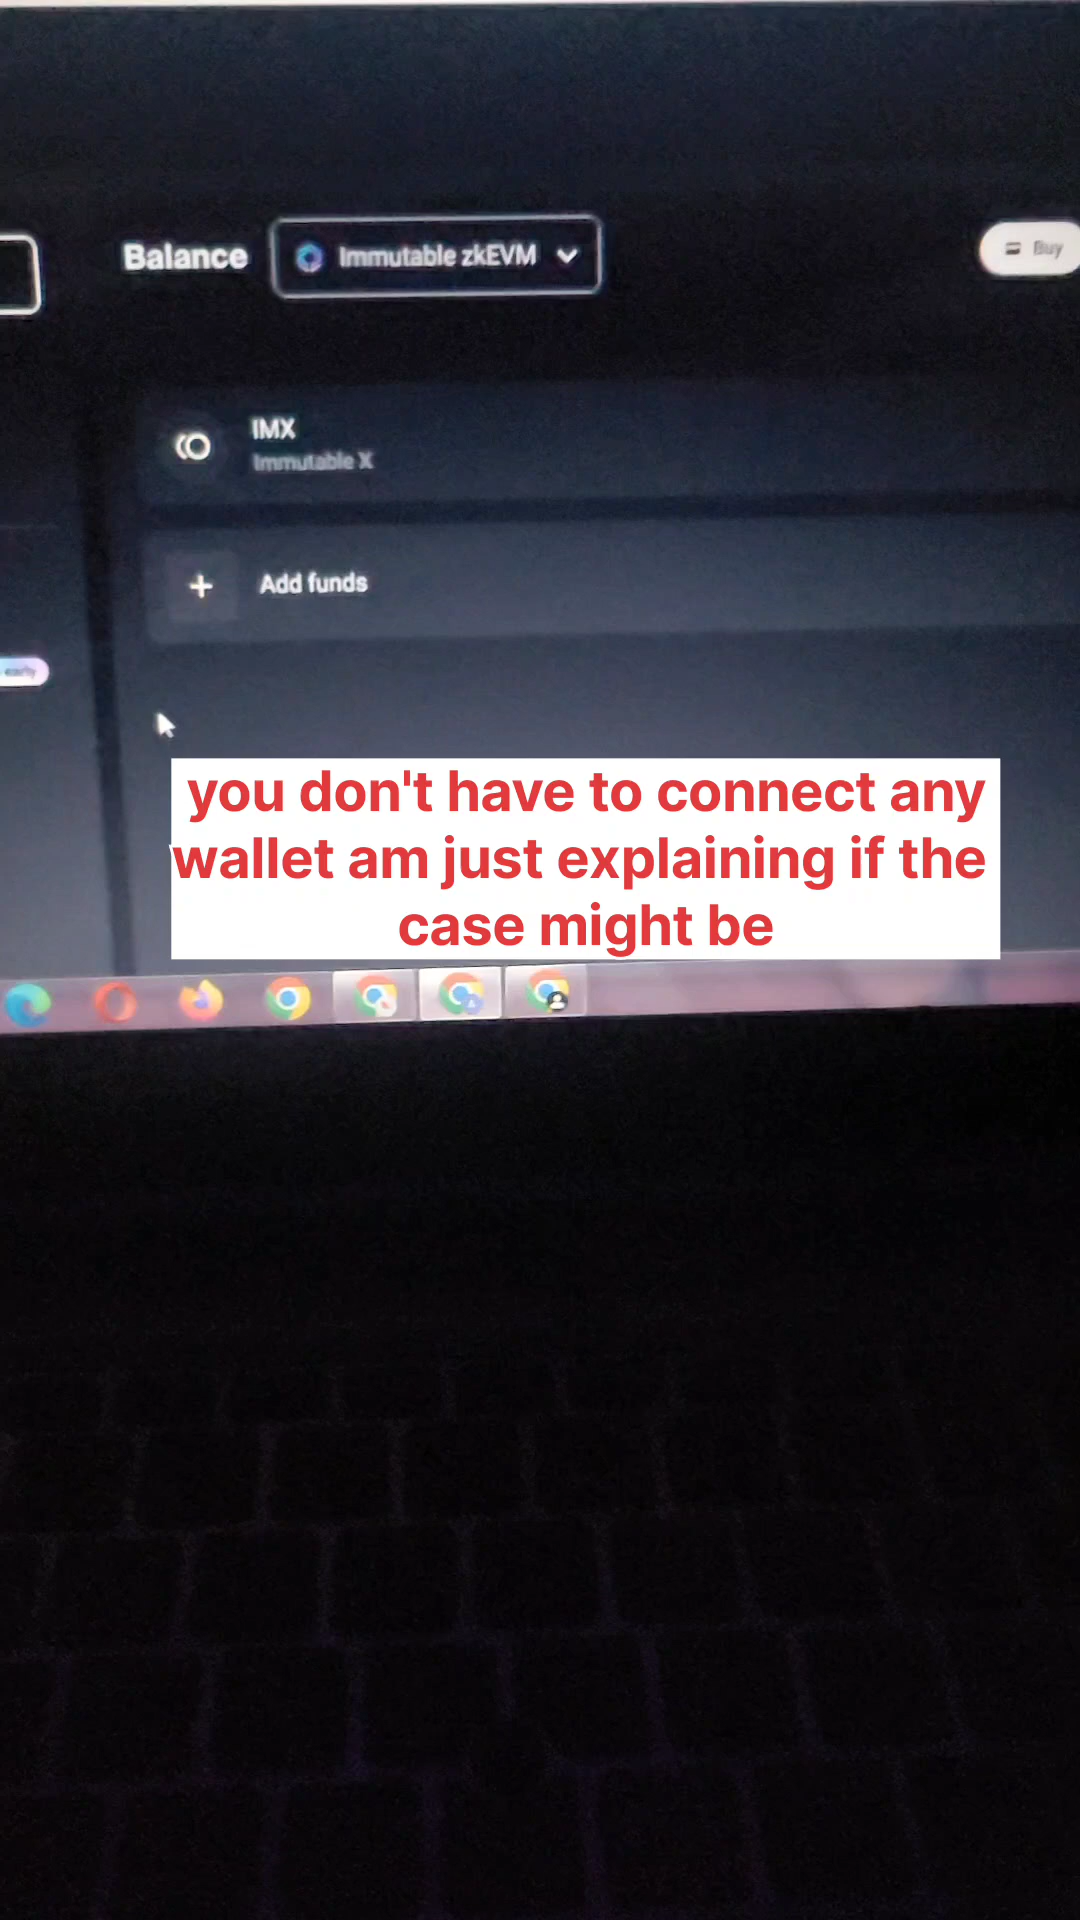 Balance
Immutable zkEVM
Buy
IMX
Immutable X
Add funds
early
you don't have to connect any
wallet am just explaining if the
case might be